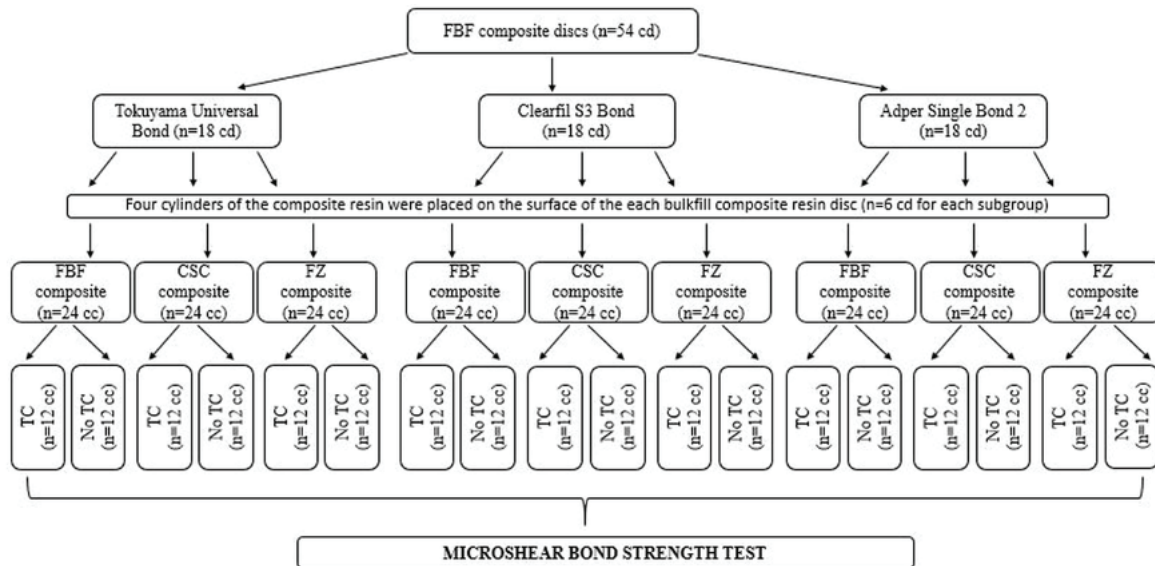 FBF composite discs (n=54 cd)
Tokuyama Universal
Bond (n=18 cd)
Clearfil S3 Bond
(n=18 cd)
Adper Single Bond 2
(n=18 cd)
Four cylinders of the composite resin were placed on the surface of the each bulkfill composite resin disc (n=6 cd for each subgroup)
FBF
composite
(n=24 cc)
CSC
composite
(n=24 cc)
FZ
composite
(n=24 cc)
FBF
composite
(n=24 cc)
CSC
composite
(n=24 cc)
FZ
composite
(n=24 cc)
FBF
composite
(n=24 cc)
CSC
composite
(n=24 cc)
FZ
composite
(n=24 cc)
TC
(n=12 cc)
No TC
(n=12 cc)
TC
(n=12 cc)
No TC
(n=12 cc)
TC
(n=12 cc)
No TC
(n=12 cc)
TC
(n=12 cc)
No TC
(n=12 cc)
TC
(n=12 cc)
No TC
(n=12 cc)
TC
(n=12 cc)
No TC
(n=12 cc)
TC
(n=12 cc)
No TC
(n=12 cc)
TC
(n=12 cc)
No TC
(n=12 cc)
TC
(n=12 cc)
No TC
(n=12 cc)
MICROSHEAR BOND STRENGTH TEST